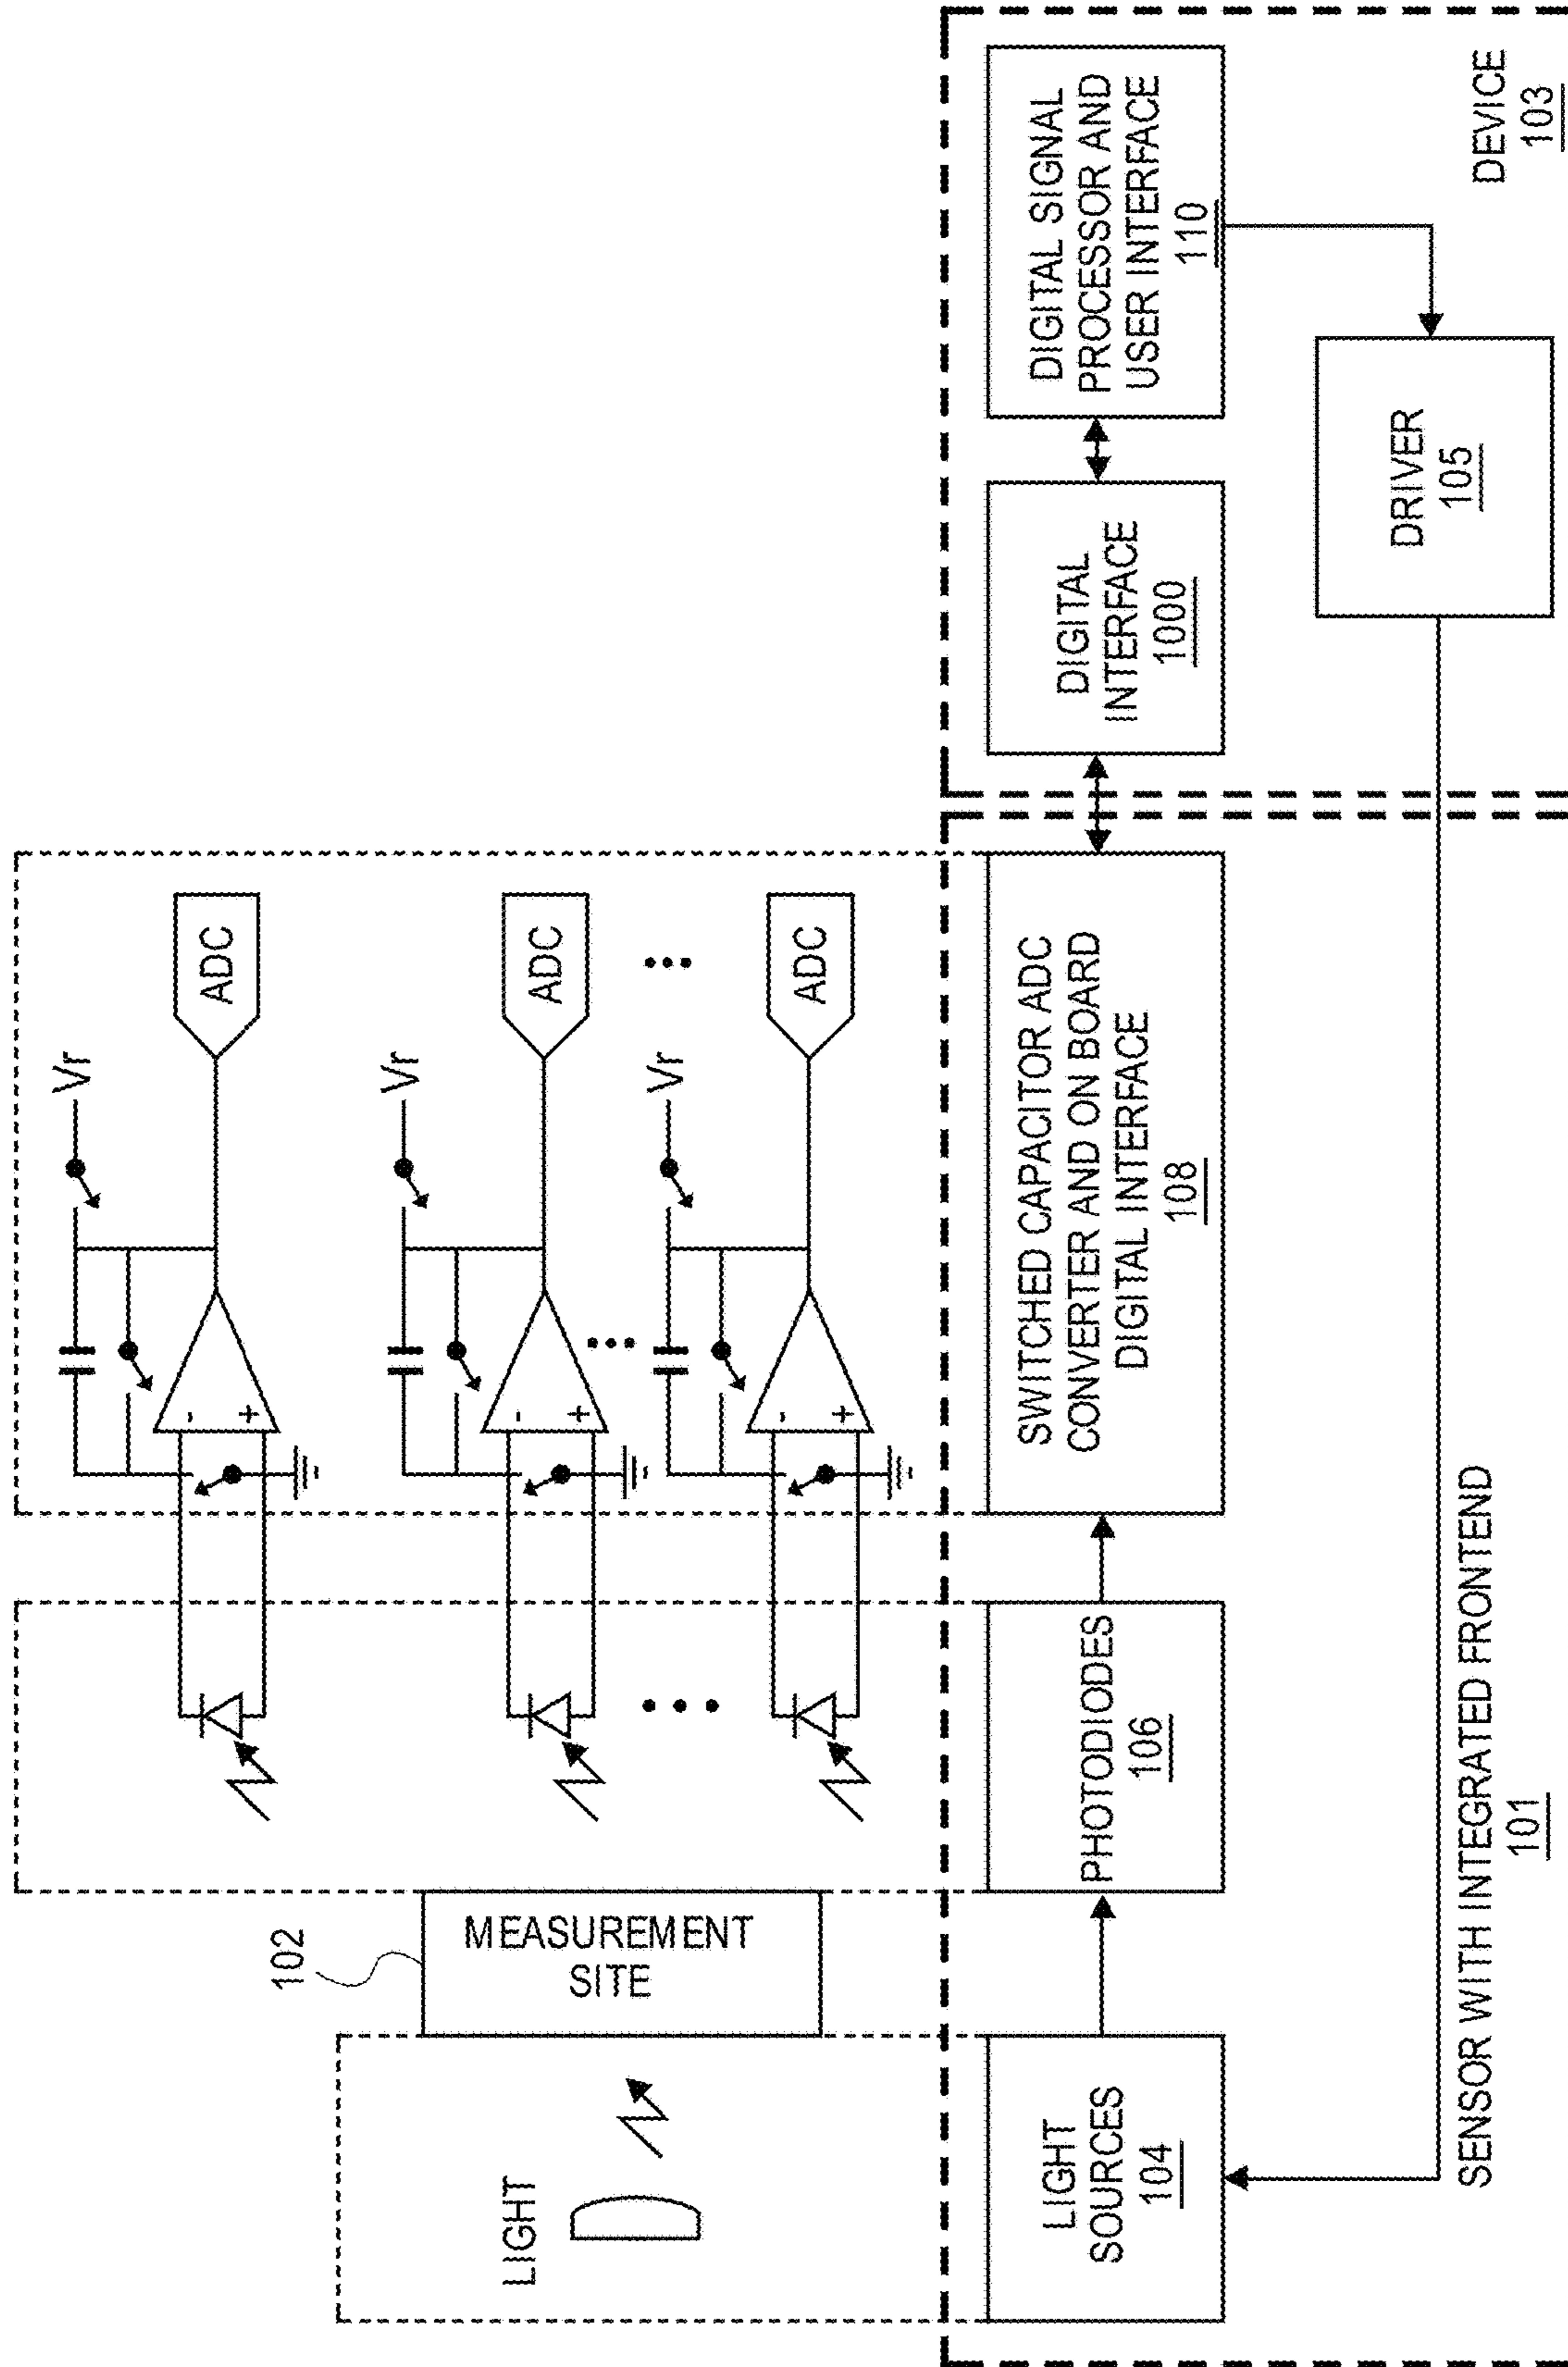 LIGHT
102
MEASUREMENT
SITE
-
+
Vr
ADC
-
+
Vr
ADC
-
+
Vr
ADC
LIGHT
SOURCES
104
PHOTODIODES
106
SWITCHED CAPACITOR ADC
CONVERTER AND ON BOARD
DIGITAL INTERFACE
108
DIGITAL
INTERFACE
1000
DIGITAL SIGNAL
PROCESSOR AND
USER INTERFACE
110
DRIVER
105
SENSOR WITH INTEGRATED FRONTEND
101
DEVICE
103